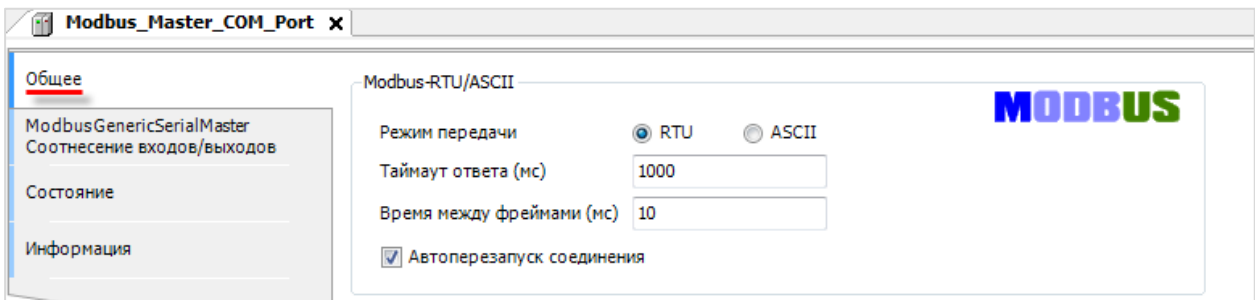 Modbus_Master_COM_Port x
Общее
Modbus-RTU/ASCII
MODBUS
ModbusGenericSerialMaster
Соотнесение входов/выходов
Режим передачи RTU ASCII
Таймаут ответа (мс) 1000
Состояние
Время между фреймами (мс) 10
Информация
Автоперезапуск соединения